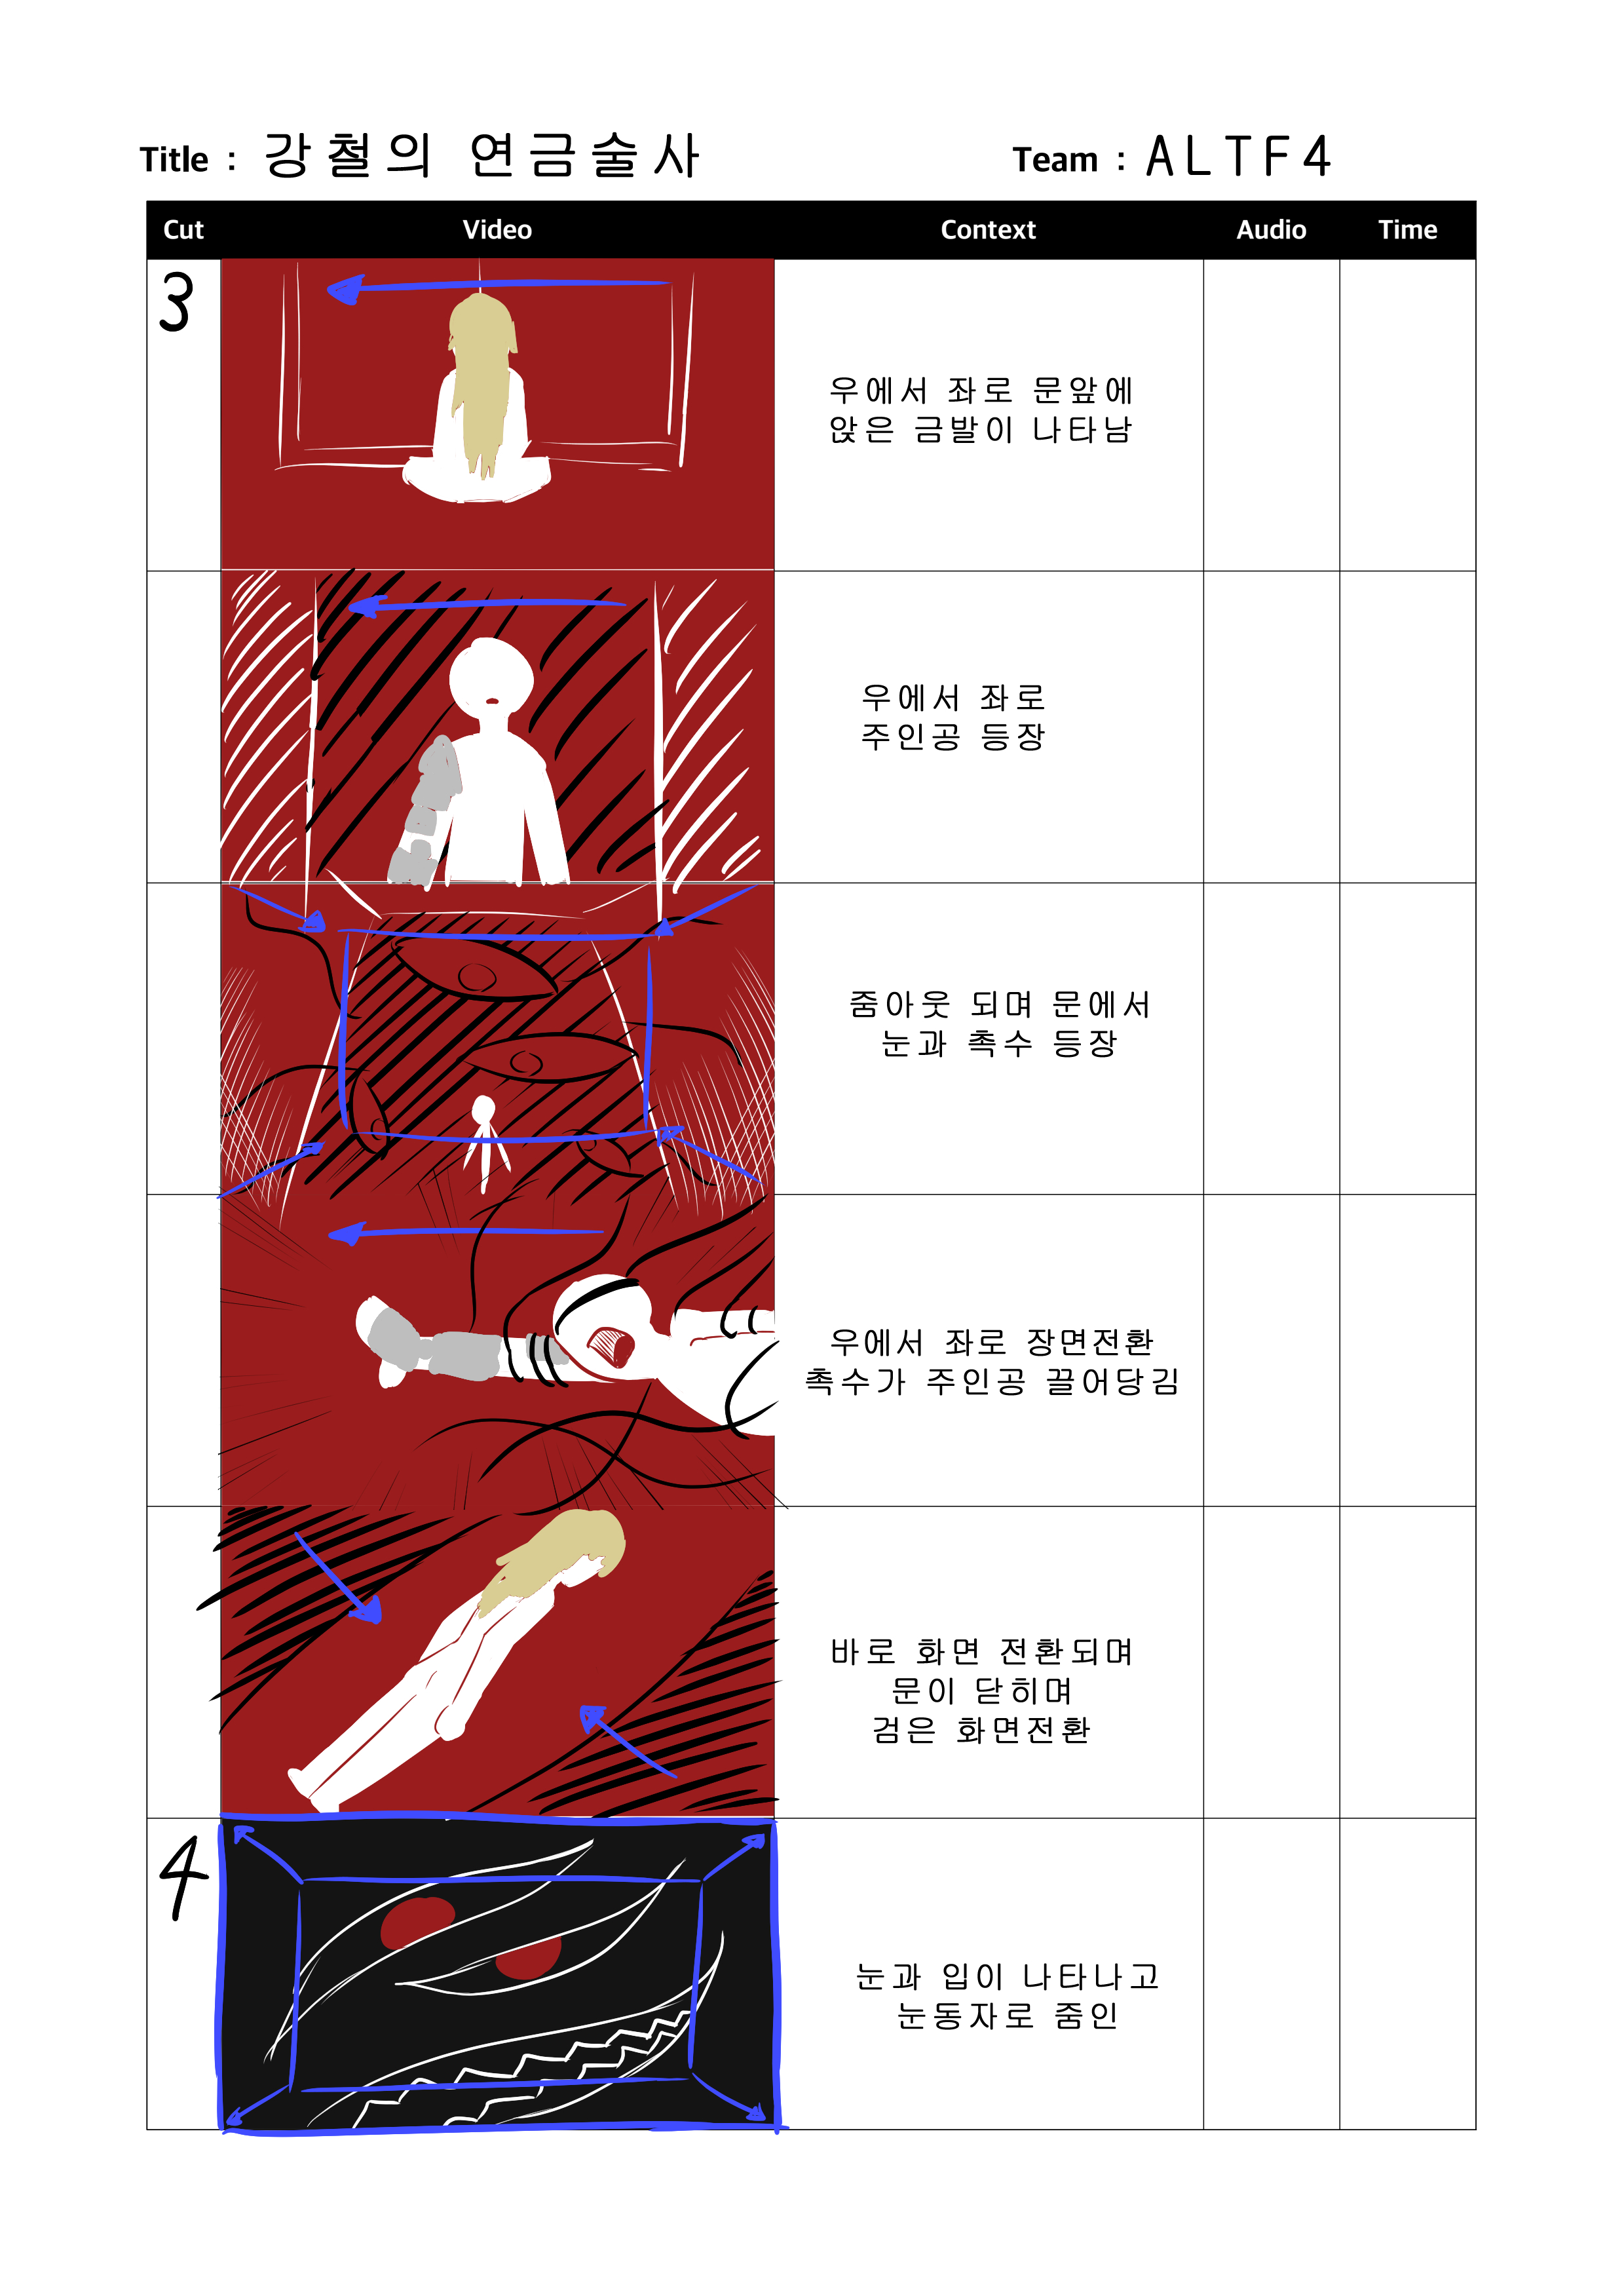 Title : 강철의 연금술사
Team : ALTF4
Cut Video Context Audio Time
3
우에서 좌로 문앞에
앉은 금발이 나타남
우에서 좌로
주인공 등장
줌아웃 되며 문에서
눈과 촉수 등장
우에서 좌로 장면전환
촉수가 주인공 끌어당김
바로 화면 전환되며
문이 닫히며
검은 화면전환
4
눈과 입이 나타나고
눈동자로 줌인